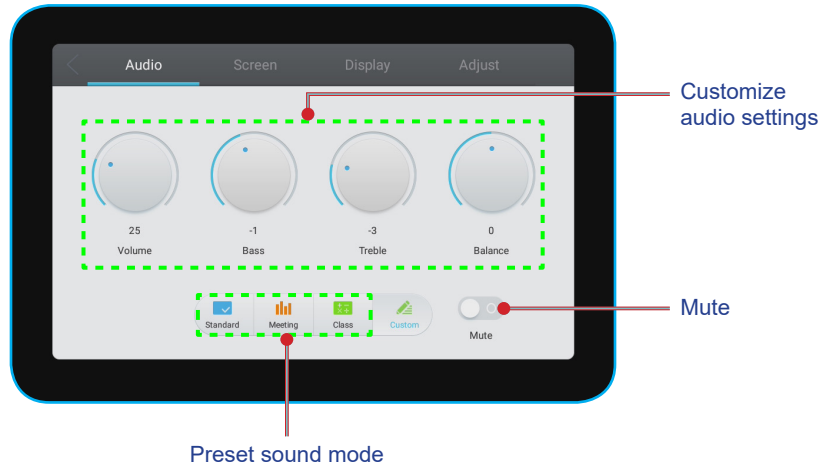 Audio Screen Display Adjust
Customize
audio settings
25 -1 -3 0
Volume Bass Treble Balance
Standard Meeting Class Custom
Mute
Mute
Preset sound mode